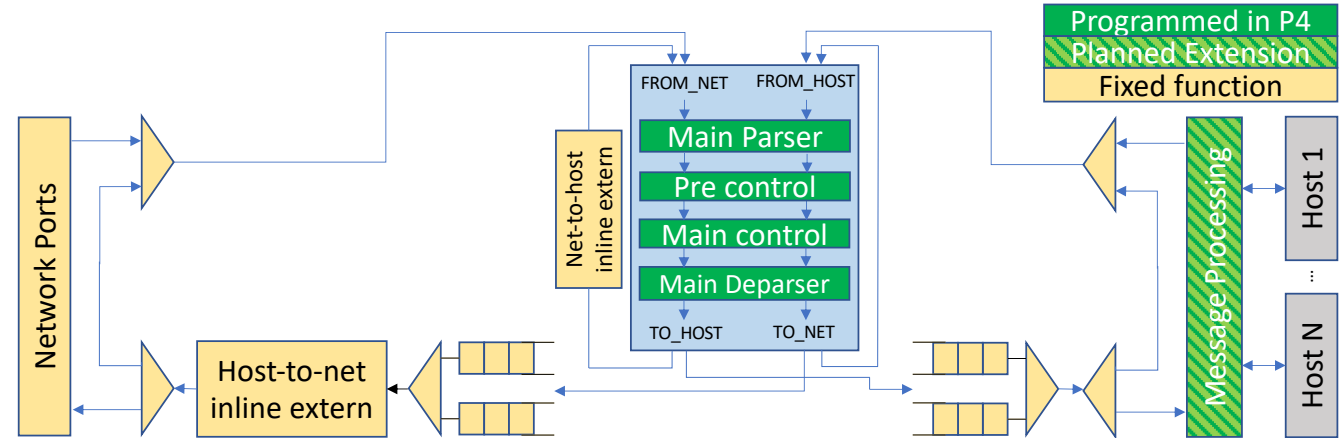 Programmed in P4
Planned Extension
Fixed function
Network Ports
Net-to-host
inline extern
FROM_NET
FROM_HOST
Main Parser
Pre control
Main control
Main Deparser
TO_HOST
TO_NET
Host-to-net
inline extern
Message Processing
Host 1
...
Host N